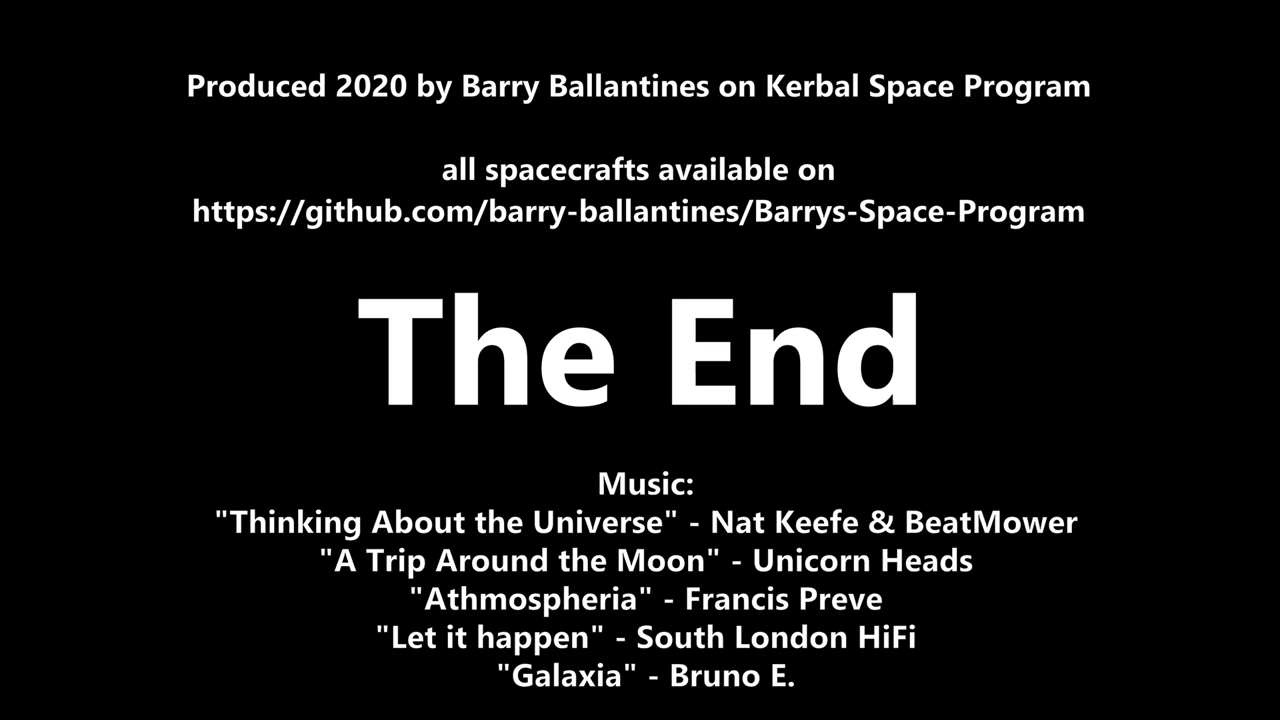 Produced 2020 by Barry Ballantines on Kerbal Space Program
all spacecrafts available on
https://github.com/barry-ballantines/Barrys-Space-Program
The End
Music:
"Thinking About the Universe" - Nat Keefe & BeatMower
"A Trip Around the Moon" - Unicorn Heads
"Athmospheria" - Francis Preve
"Let it happen" - South London HiFi
"Galaxia" - Bruno E.